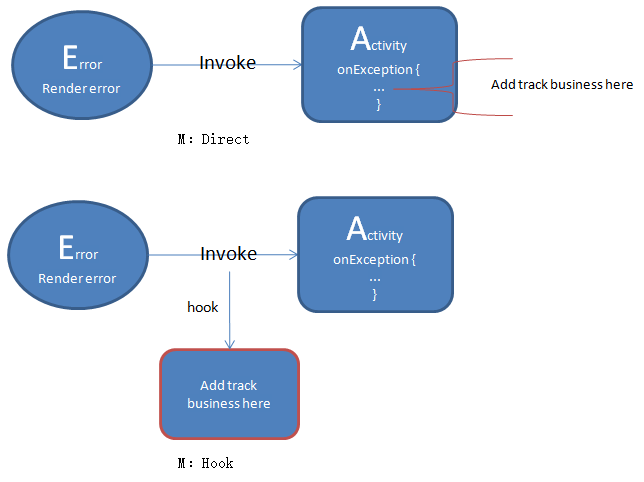 Error
Render error
Invoke
Activity
onException {
...
}
Add track business here
M: Direct
Error
Render error
Invoke
Activity
onException {
...
}
hook
Add track
business here
M: Hook